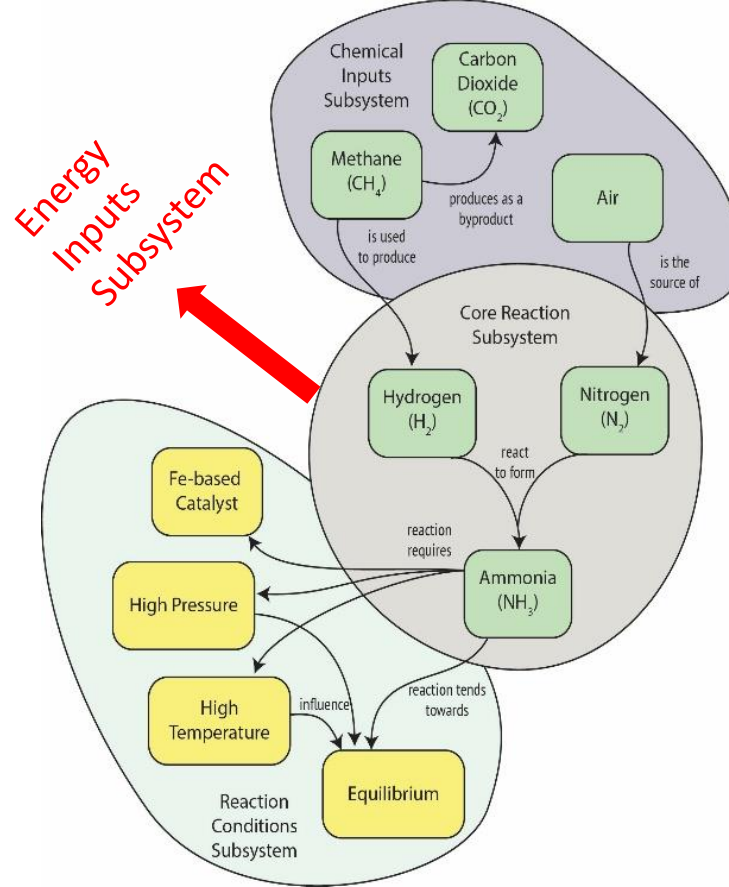 Chemical
Inputs
Subsystem
Carbon
Dioxide
(CO₂)
Methane
(CH₄)
produces as a
byproduct
Air
is used
to produce
is the
source of
Energy
Inputs
Subsystem
Core Reaction
Subsystem
Hydrogen
(H₂)
Nitrogen
(N₂)
react
to form
Fe-based
Catalyst
reaction
requires
Ammonia
(NH₃)
High Pressure
High
Temperature
influence
reaction tends
towards
Equilibrium
Reaction
Conditions
Subsystem